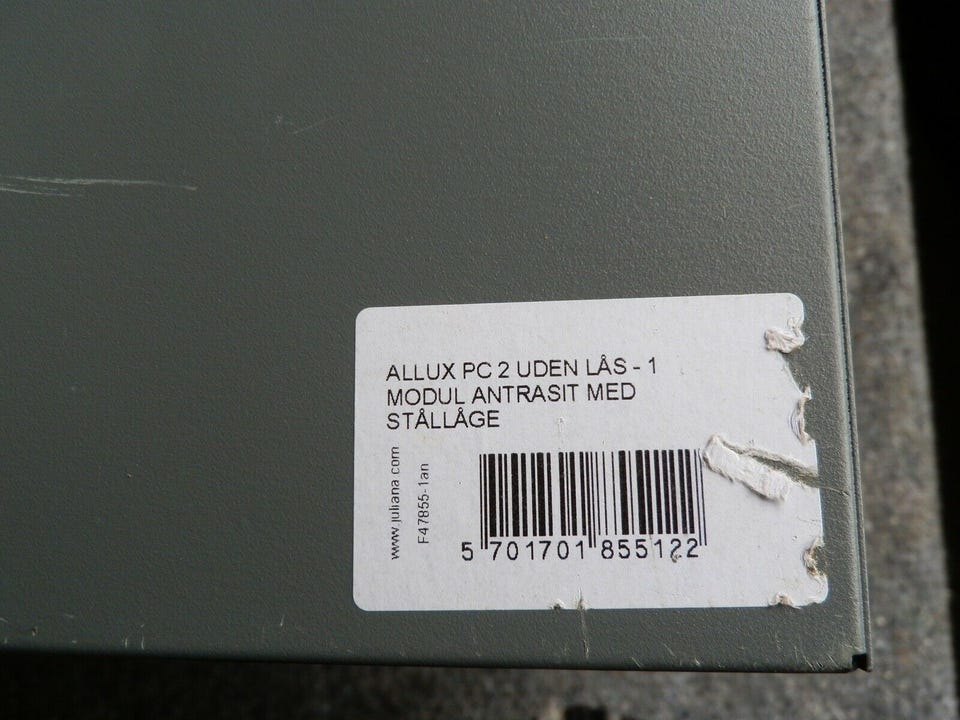 ALLUX PC 2 UDEN LÅS - 1
MODUL ANTRASIT MED
STÅLLÅGE
www.juliana.com
F47855-1an
5 701701 855122